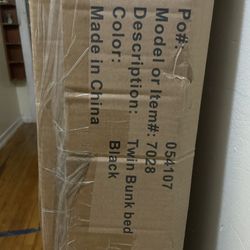 Po#: 054107
Model or Item#: 7028
Description: Twin Bunk bed
Color: Black
Made in China